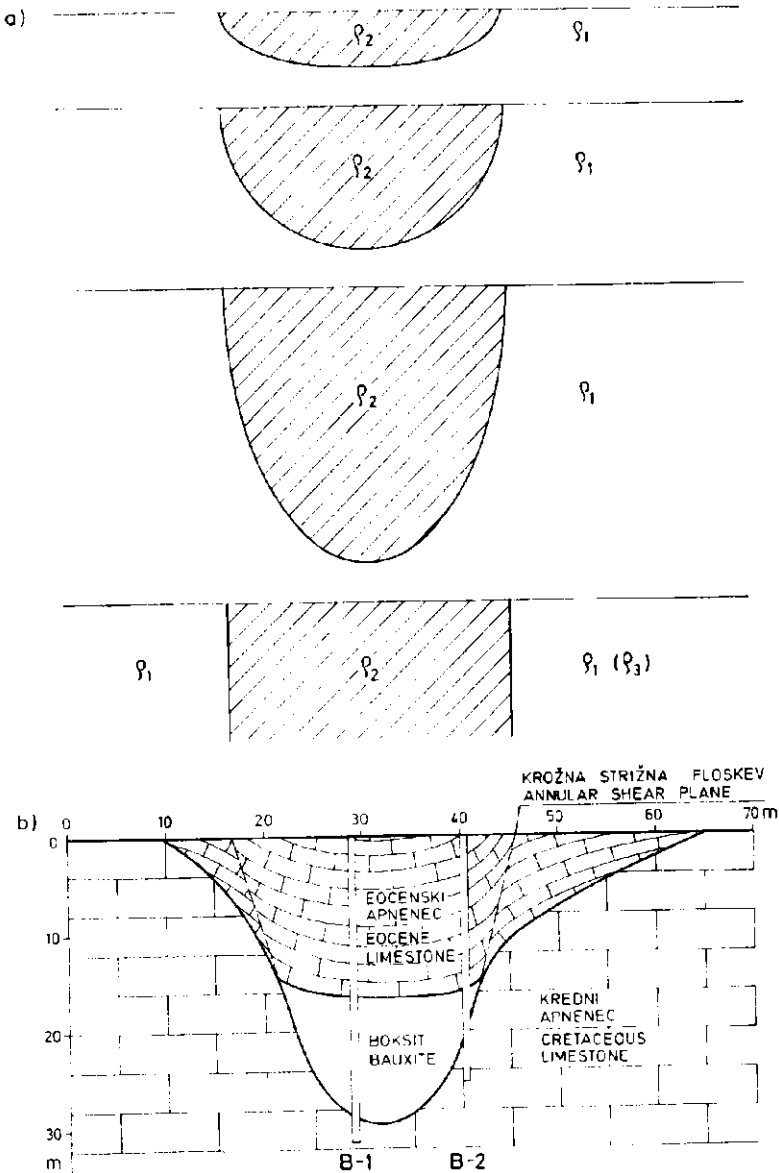 a)
ρ₂ ρ₁
ρ₂ ρ₁
ρ₂ ρ₁
ρ₁ ρ₂ ρ₁ (ρ₃)
KROŽNA STRIŽNA FLOSKEV
ANNULAR SHEAR PLANE
b) 0 10 20 30 40 50 60 70 m
0
10
20
30
m
EOCENSKI
APNENEC
EOCENE
LIMESTONE
BOKSIT
BAUXITE
KREDNI
APNENEC
CRETACEOUS
LIMESTONE
B-1 B-2